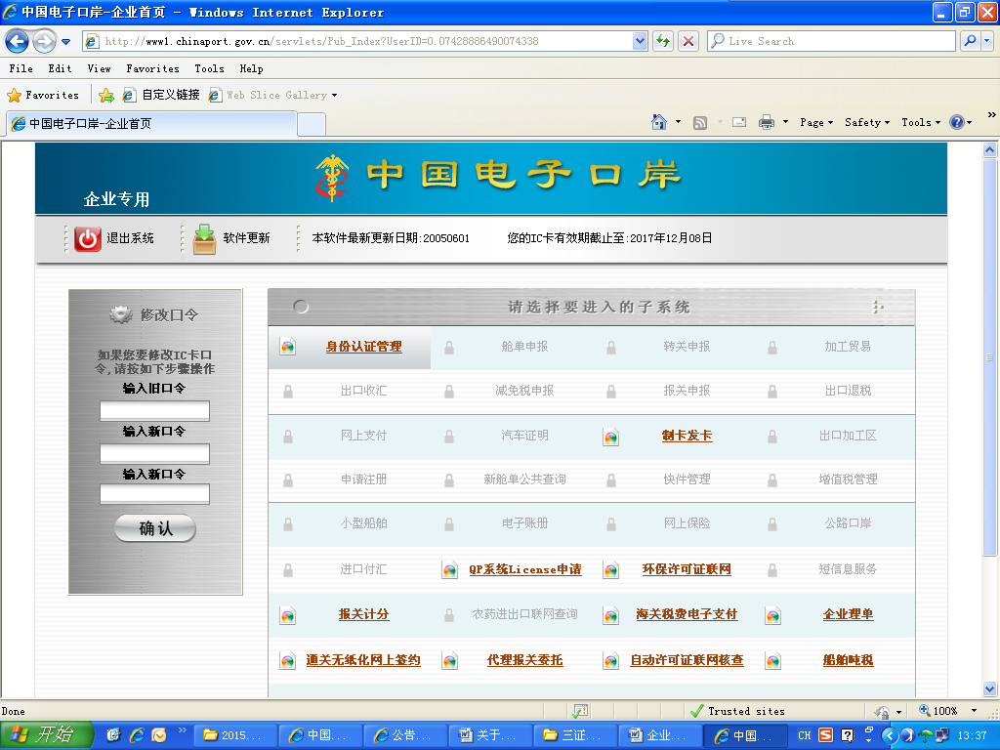 中国电子口岸-企业首页 - Windows Internet Explorer
http://www1.chinaport.gov.cn/servlets/Pub_Index?UserID=0.07428886490074338
Live Search
File Edit View Favorites Tools Help
Favorites 自定义链接 Web Slice Gallery
中国电子口岸-企业首页
Page Safety Tools
企业专用
中国电子口岸
退出系统 软件更新 本软件最新更新日期:20050601 您的IC卡有效期截止至:2017年12月08日
修改口令
如果您要修改IC卡口
令,请按如下步骤操作
输入旧口令
输入新口令
输入新口令
确认
请选择要进入的子系统
身份认证管理 舱单申报 转关申报 加工贸易
出口收汇 减免税申报 报关申报 出口退税
网上支付 汽车证明 制卡发卡 出口加工区
申请注册 新舱单公共查询 快件管理 增值税管理
小型船舶 电子账册 网上保险 公路口岸
进口付汇 QP系统License申请 环保许可证联网 短信息服务
报关计分 农药进出口联网查询 海关税费电子支付 企业理单
通关无纸化网上签约 代理报关委托 自动许可证联网核查 船舶吨税
Done Trusted sites 100%
开始 2015... 中国... 公告... 关于... 三证... 企业... 中国... CH 13:37